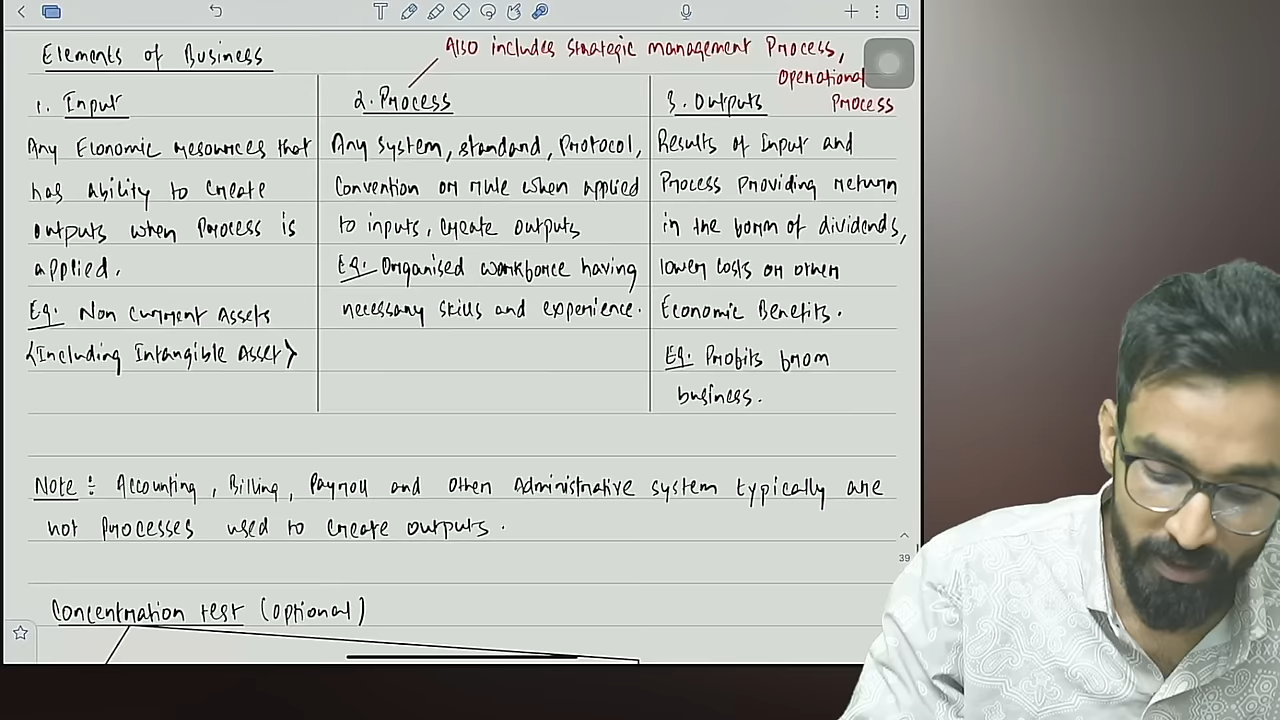 Elements of Business
Also includes strategic management Process,
Operational
Process
1. Input
Any Economic resources that
has ability to create
outputs when Process is
applied.
Eg. Non Current Assets
<Including Intangible Asset>
2. Process
Any system, standard, Protocol,
Convention or rule when applied
to inputs, create outputs
Eg. Organised workforce having
necessary skills and experience.
3. Outputs
Results of Input and
Process Providing return
in the form of dividends,
lower costs or other
Economic Benefits.
Eg. Profits from
business.
Note : Accounting, Billing, Payroll and other Administrative system typically are
not Processes used to create outputs.
39
Concentration test (optional)